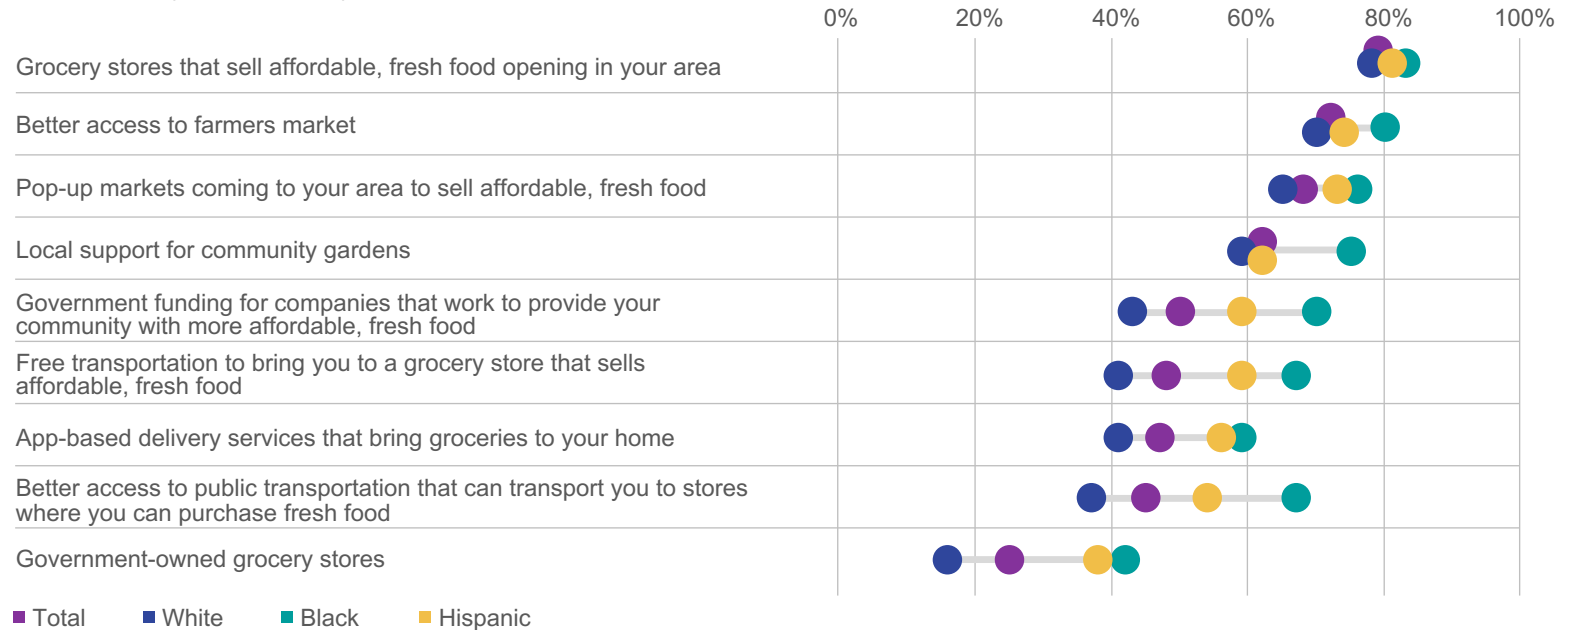 0% 20% 40% 60% 80% 100%
Grocery stores that sell affordable, fresh food opening in your area
Better access to farmers market
Pop-up markets coming to your area to sell affordable, fresh food
Local support for community gardens
Government funding for companies that work to provide your
community with more affordable, fresh food
Free transportation to bring you to a grocery store that sells
affordable, fresh food
App-based delivery services that bring groceries to your home
Better access to public transportation that can transport you to stores
where you can purchase fresh food
Government-owned grocery stores
Total White Black Hispanic